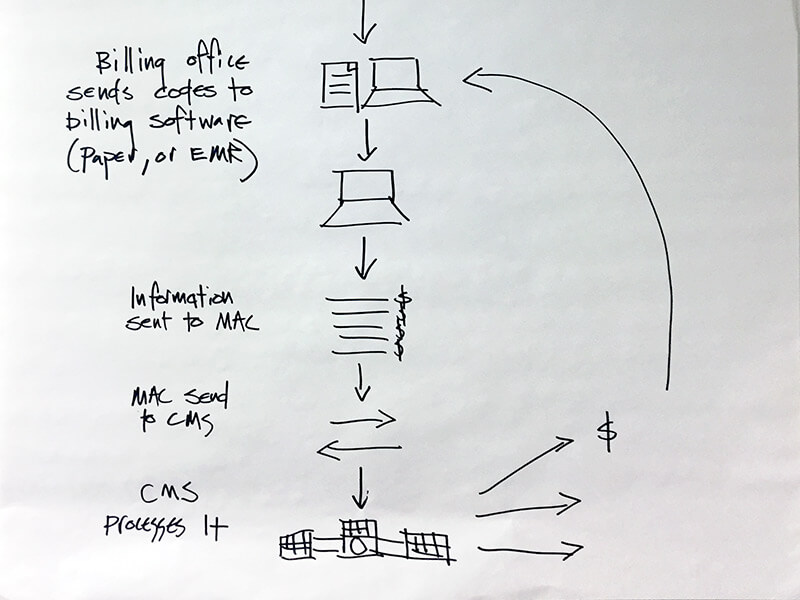 Billing office
sends codes to
billing software
(Paper, or EMR)
Information
sent to MAC
MAC send
to CMS
$
CMS
Processes It